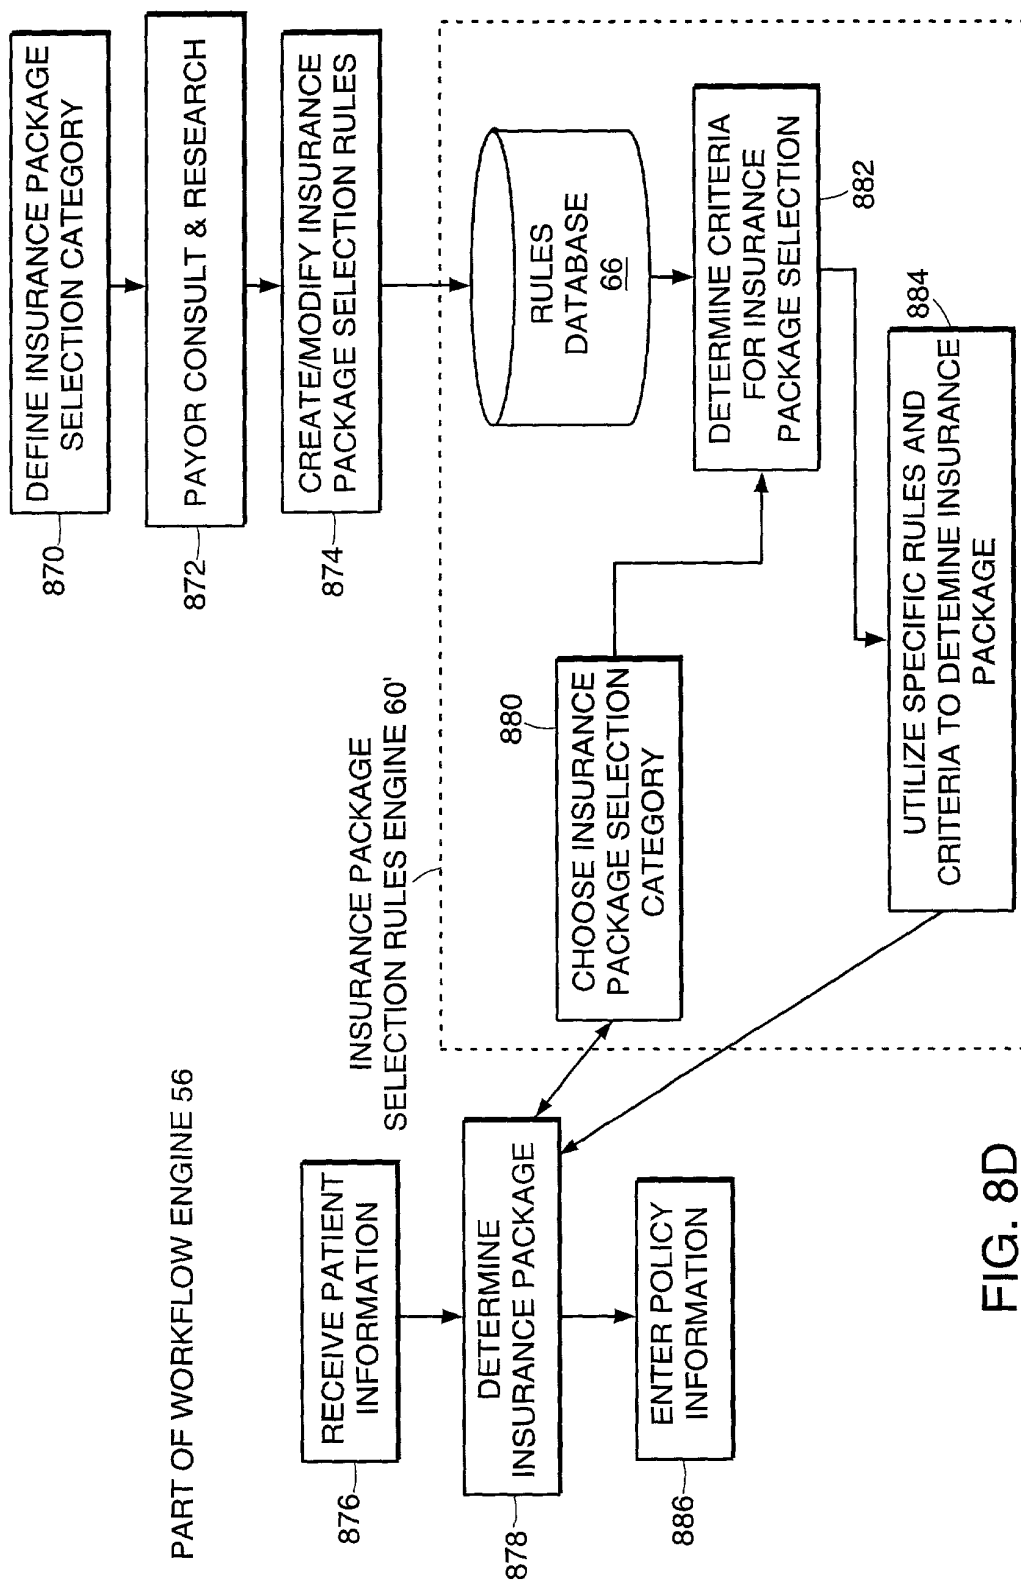 PART OF WORKFLOW ENGINE 56
876
RECEIVE PATIENT
INFORMATION
878
DETERMINE
INSURANCE PACKAGE
886
ENTER POLICY
INFORMATION
INSURANCE PACKAGE
SELECTION RULES ENGINE 60'
870
DEFINE INSURANCE PACKAGE
SELECTION CATEGORY
872
PAYOR CONSULT & RESEARCH
874
CREATE/MODIFY INSURANCE
PACKAGE SELECTION RULES
RULES
DATABASE
66
880
CHOOSE INSURANCE
PACKAGE SELECTION
CATEGORY
DETERMINE CRITERIA
FOR INSURANCE
PACKAGE SELECTION
882
884
UTILIZE SPECIFIC RULES AND
CRITERIA TO DETEMINE INSURANCE
PACKAGE
FIG. 8D